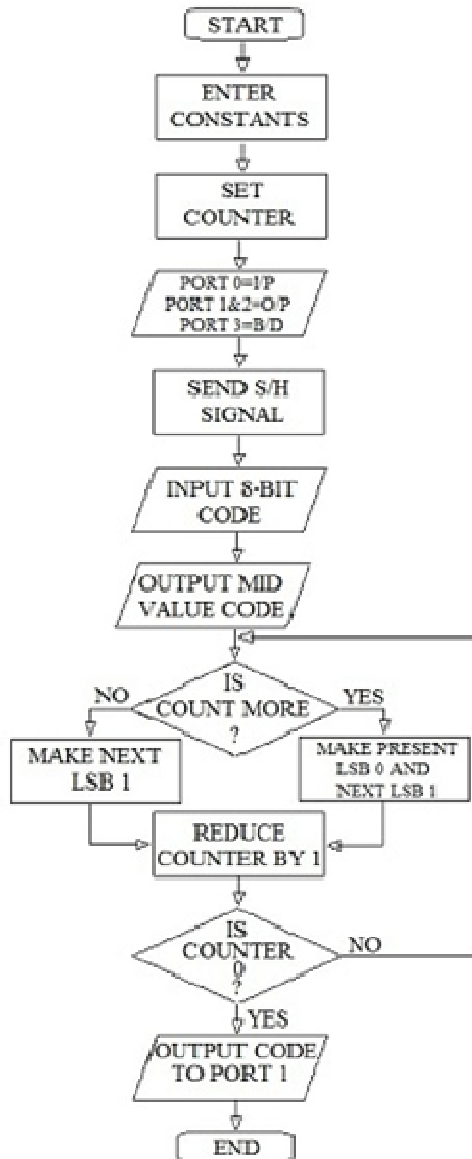 START
ENTER
CONSTANTS
SET
COUNTER
PORT 0=I/P
PORT 1&2=O/P
PORT 3=B/D
SEND S/H
SIGNAL
INPUT 8-BIT
CODE
OUTPUT MID
VALUE CODE
IS
COUNT MORE
?
NO
YES
MAKE NEXT
LSB 1
MAKE PRESENT
LSB 0 AND
NEXT LSB 1
REDUCE
COUNTER BY 1
IS
COUNTER
0
?
NO
YES
OUTPUT CODE
TO PORT 1
END